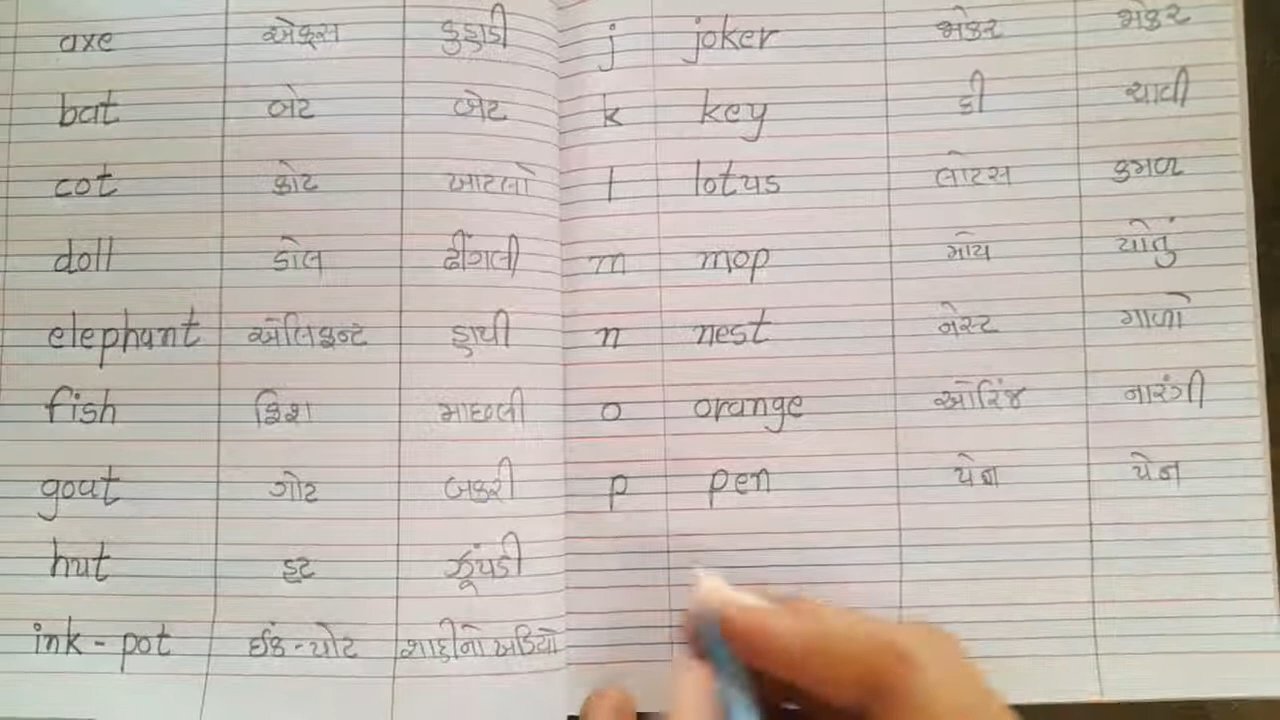 axe એક્સ કુહાડી
bat બેટ બેટ
cot કોટ ખાટલો
doll ડોલ ઢીંગલી
elephant એલિફન્ટ હાથી
fish ફિશ માછલી
goat ગોટ બકરી
hut હટ ઝૂંપડી
ink - pot ઈંક - પોટ શાહીનો ખડિયો
j joker જોકર જોકર
k key કી ચાવી
l lotus લોટસ કમળ
m mop મોપ પોતું
n nest નેસ્ટ માળો
o orange ઓરેંજ નારંગી
p pen પેન પેન